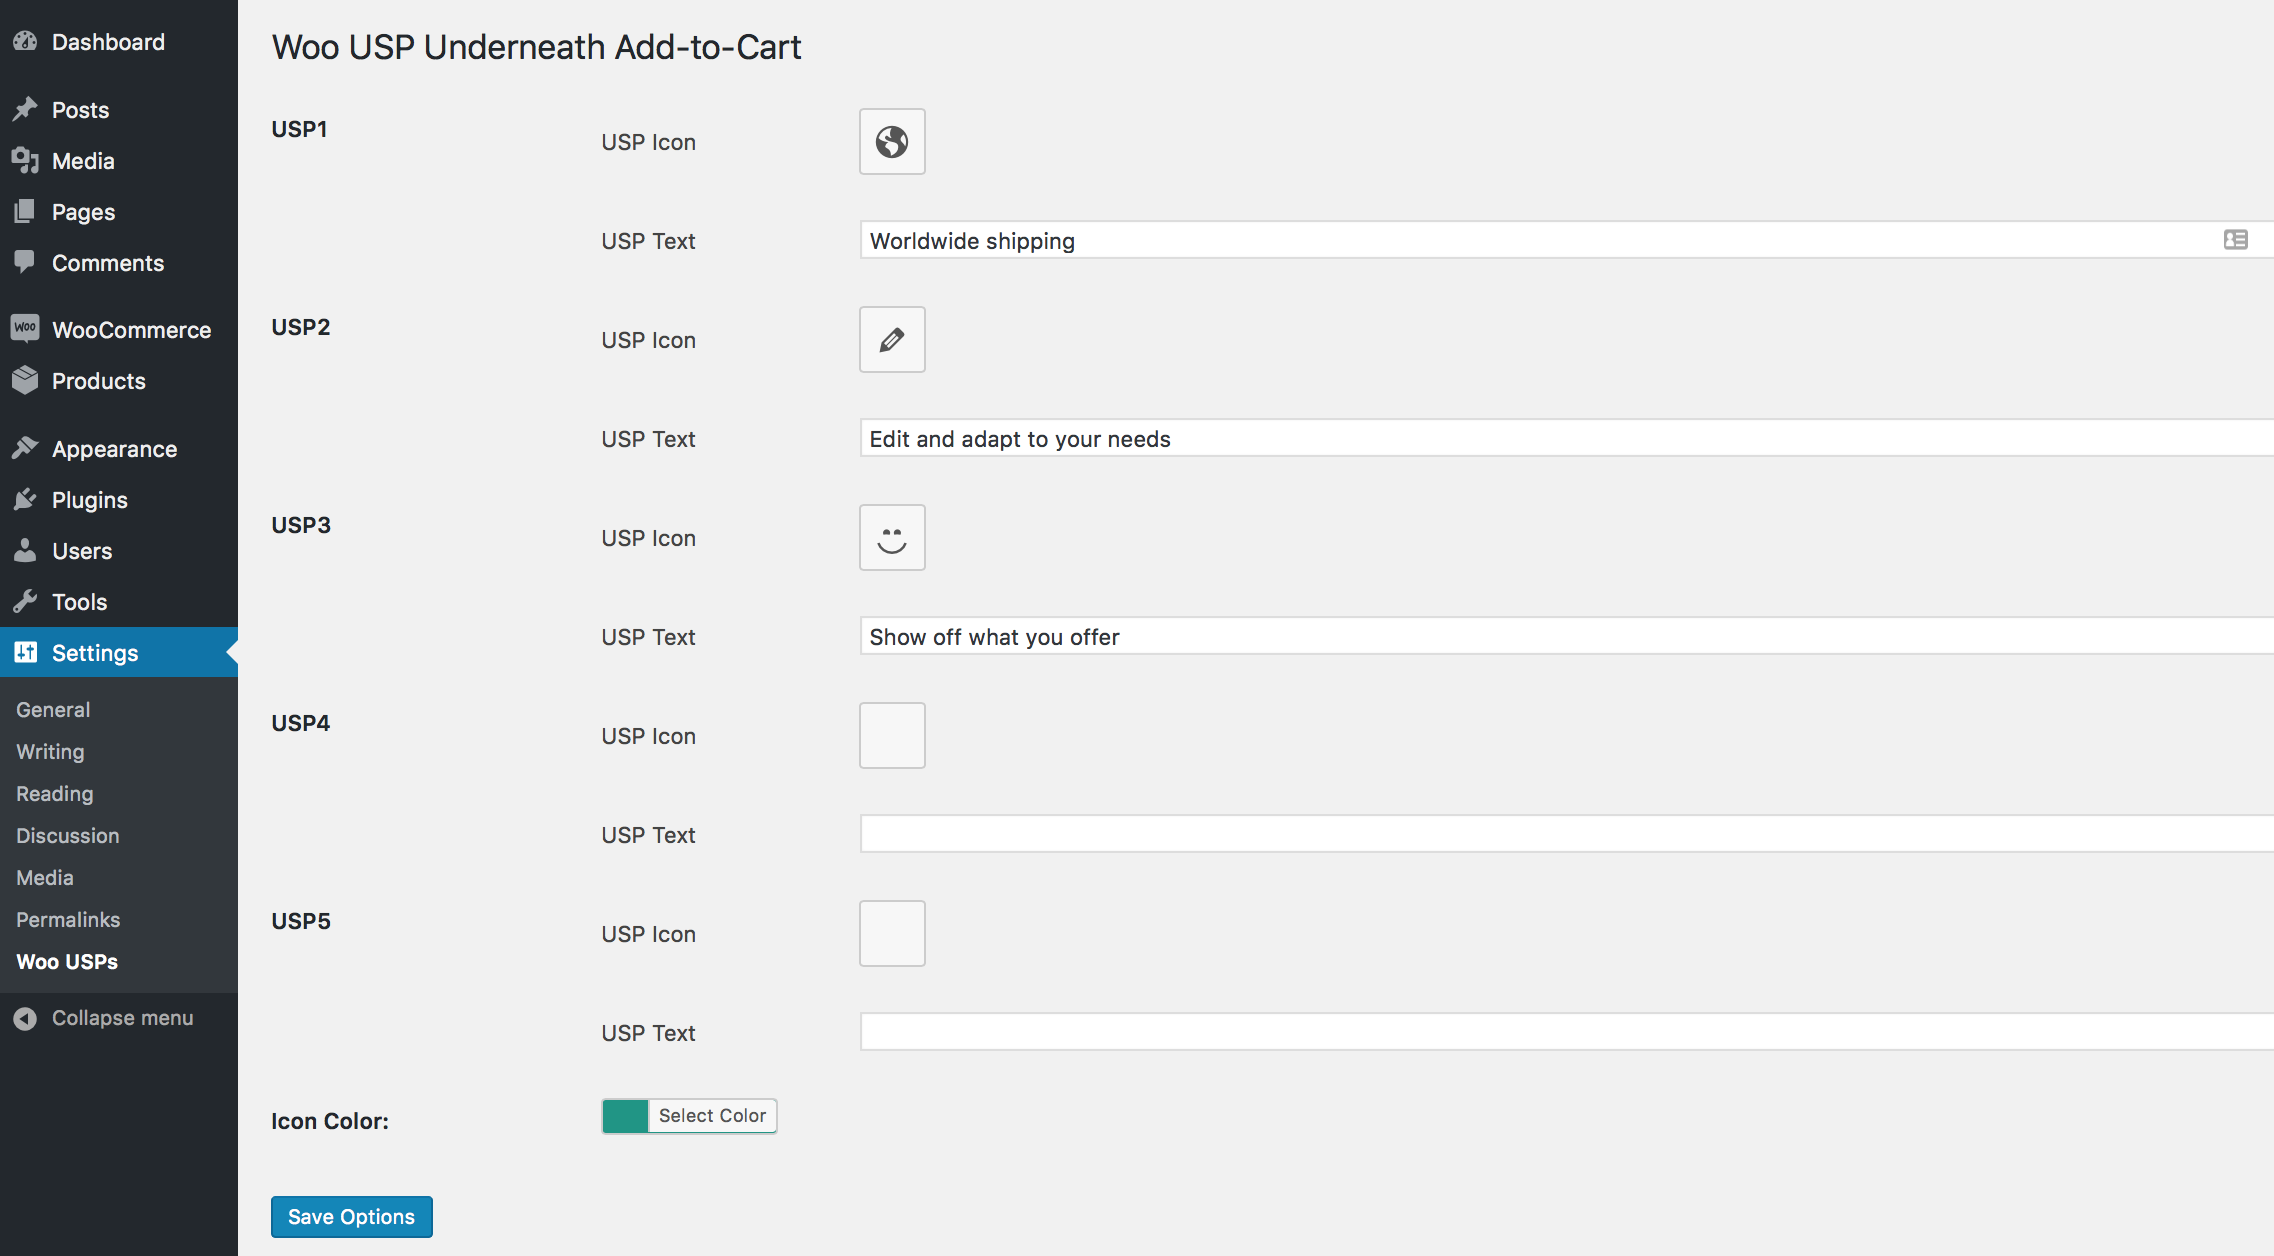 Dashboard
Posts
Media
Pages
Comments
Woo
WooCommerce
Products
Appearance
Plugins
Users
Tools
Settings
General
Writing
Reading
Discussion
Media
Permalinks
Woo USPs
Collapse menu
Woo USP Underneath Add-to-Cart
USP1
USP Icon
USP Text
Worldwide shipping
USP2
USP Icon
USP Text
Edit and adapt to your needs
USP3
USP Icon
USP Text
Show off what you offer
USP4
USP Icon
USP Text
USP5
USP Icon
USP Text
Icon Color:
Select Color
Save Options